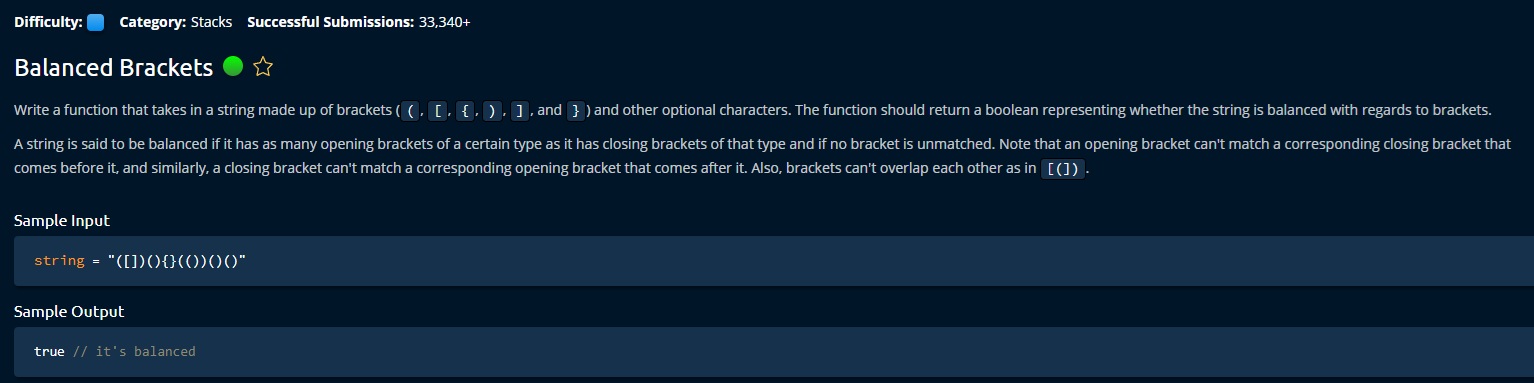 Difficulty: Category: Stacks Successful Submissions: 33,340+
Balanced Brackets
Write a function that takes in a string made up of brackets ( (, [, {, ), ], and } ) and other optional characters. The function should return a boolean representing whether the string is balanced with regards to brackets.
A string is said to be balanced if it has as many opening brackets of a certain type as it has closing brackets of that type and if no bracket is unmatched. Note that an opening bracket can't match a corresponding closing bracket that
comes before it, and similarly, a closing bracket can't match a corresponding opening bracket that comes after it. Also, brackets can't overlap each other as in [(]) .
Sample Input
string = "([])(){}(())()()"
Sample Output
true // it's balanced